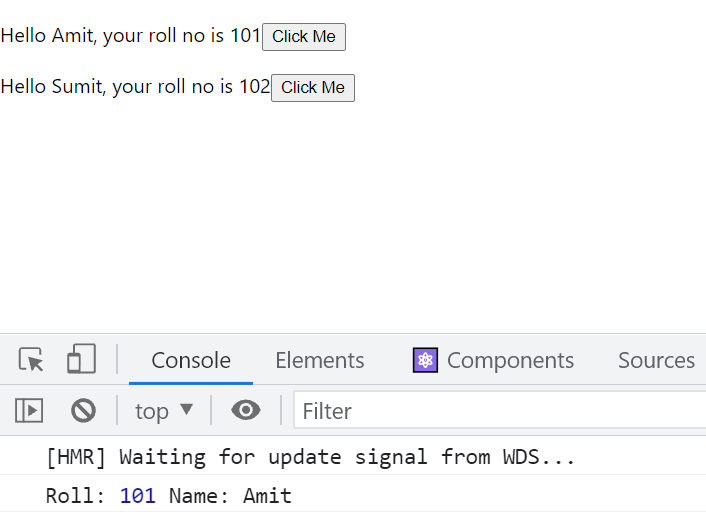 Hello Amit, your roll no is 101 Click Me
Hello Sumit, your roll no is 102 Click Me
Console Elements Components Sources
top Filter
[HMR] Waiting for update signal from WDS...
Roll: 101 Name: Amit